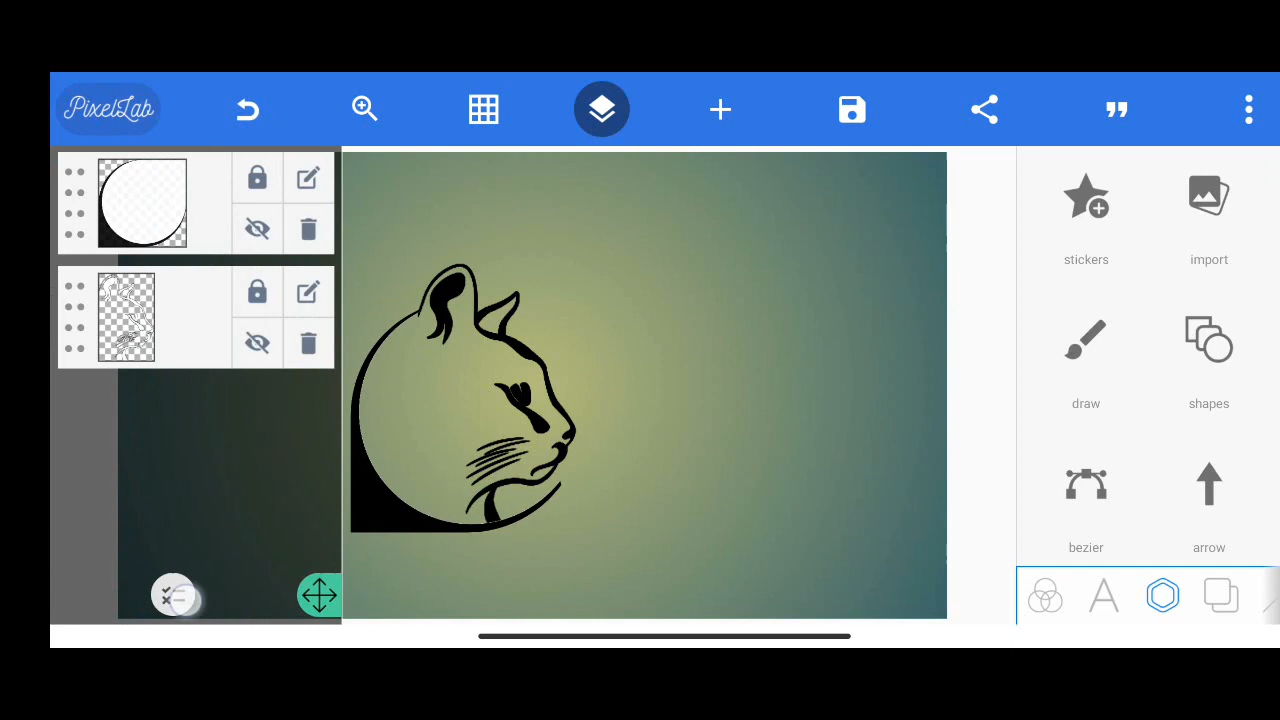 PixelLab
stickers
import
draw
shapes
bezier
arrow